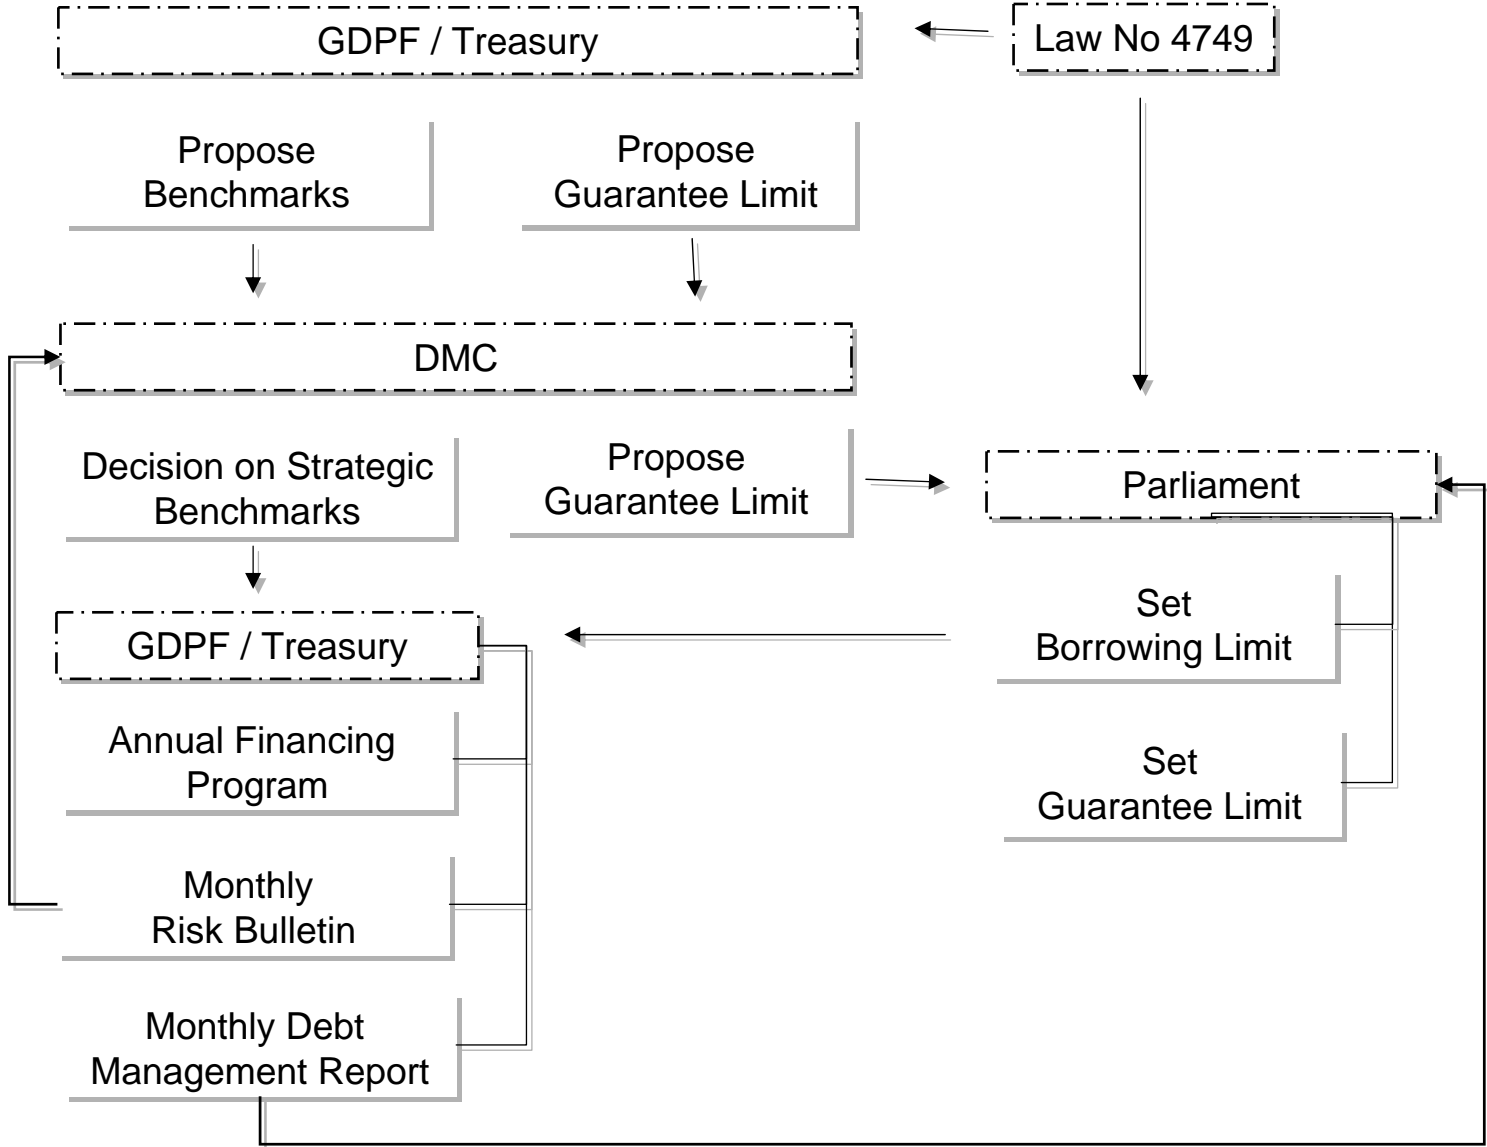 GDPF / Treasury
Law No 4749
Propose
Benchmarks
Propose
Guarantee Limit
DMC
Decision on Strategic
Benchmarks
Propose
Guarantee Limit
Parliament
GDPF / Treasury
Set
Borrowing Limit
Annual Financing
Program
Set
Guarantee Limit
Monthly
Risk Bulletin
Monthly Debt
Management Report